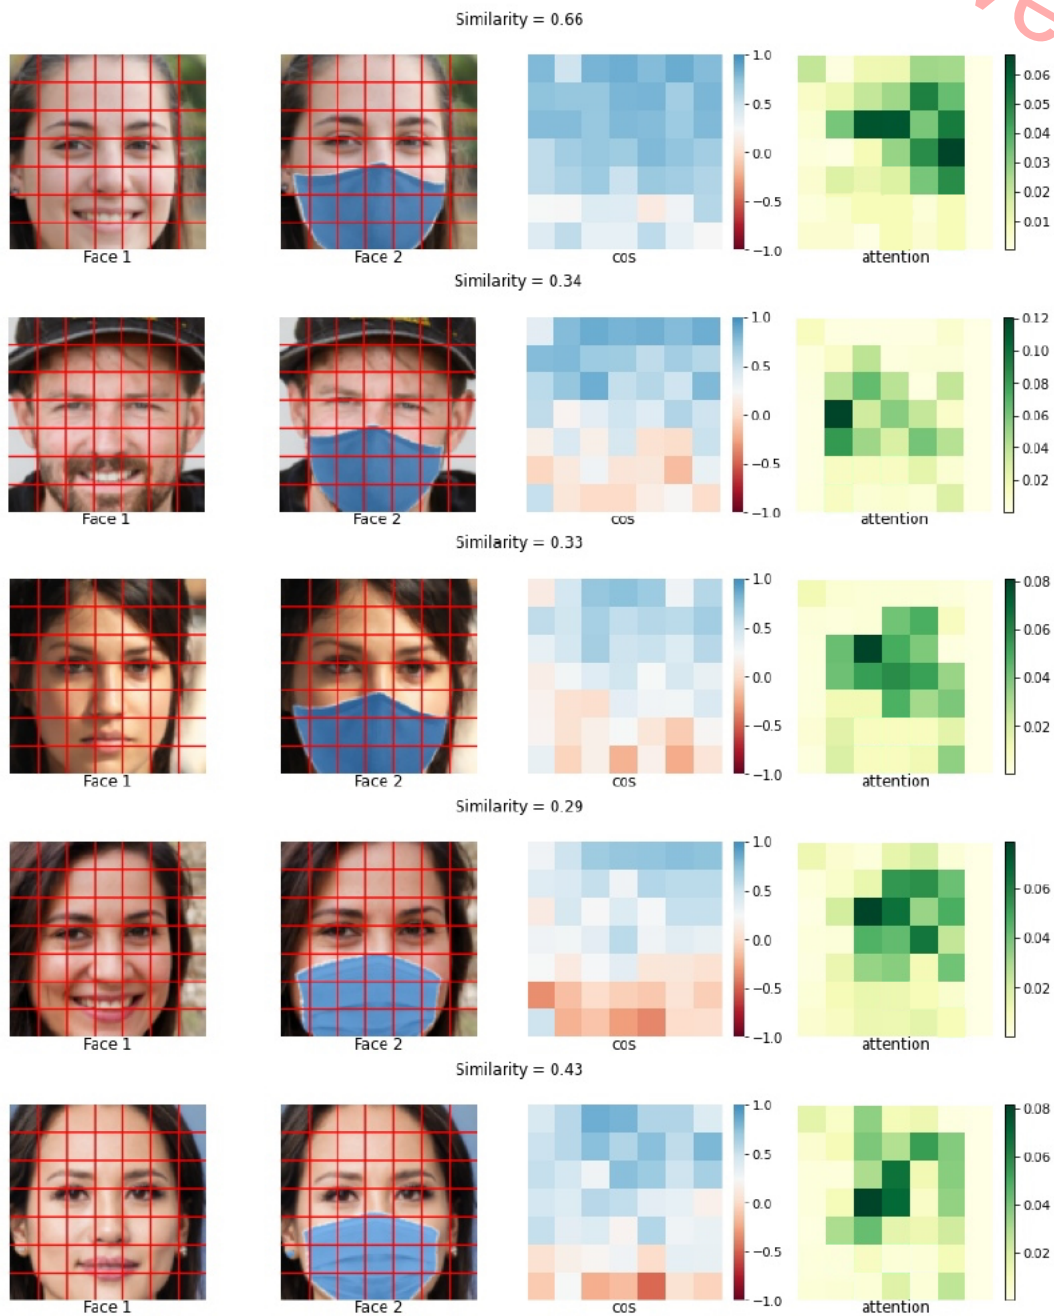 Similarity = 0.66
1.0
0.5
0.0
−0.5
−1.0
0.06
0.05
0.04
0.03
0.02
0.01
Face 1
Face 2
cos
attention
Similarity = 0.34
1.0
0.5
0.0
−0.5
−1.0
0.12
0.10
0.08
0.06
0.04
0.02
Face 1
Face 2
cos
attention
Similarity = 0.33
1.0
0.5
0.0
−0.5
−1.0
0.08
0.06
0.04
0.02
Face 1
Face 2
cos
attention
Similarity = 0.29
1.0
0.5
0.0
−0.5
−1.0
0.06
0.04
0.02
Face 1
Face 2
cos
attention
Similarity = 0.43
1.0
0.5
0.0
−0.5
−1.0
0.08
0.06
0.04
0.02
Face 1
Face 2
cos
attention